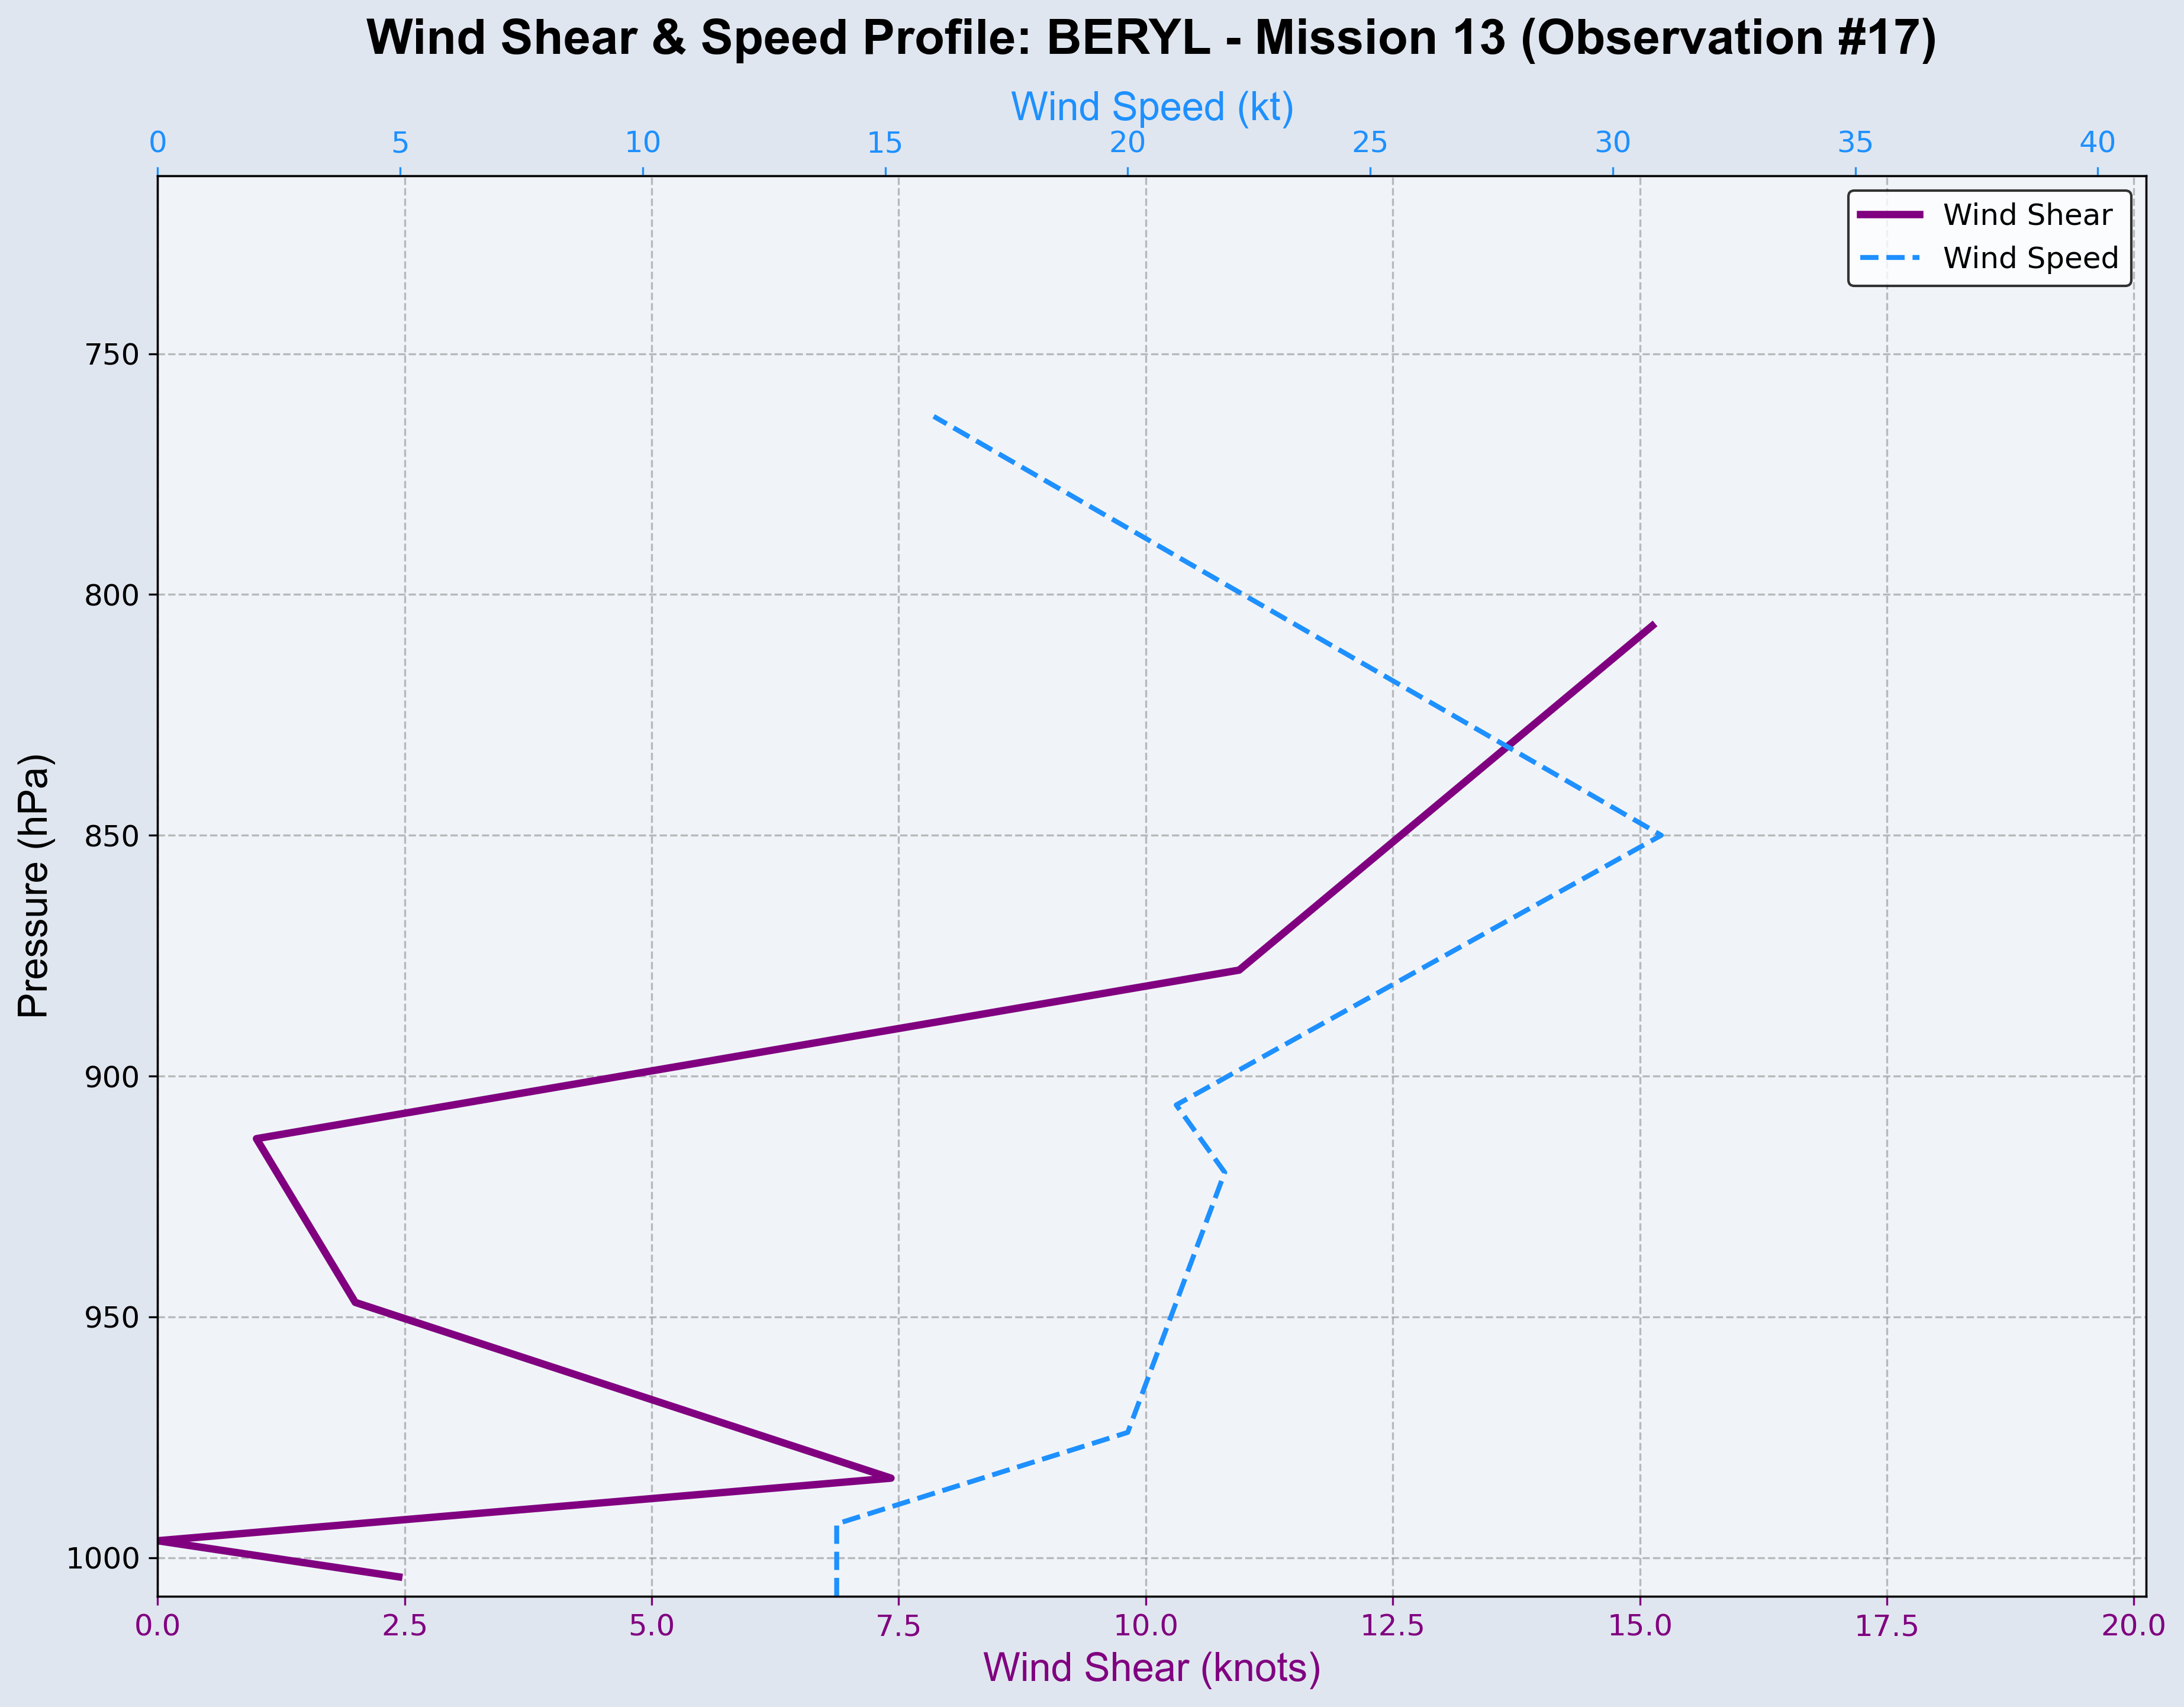 Wind Shear & Speed Profile: BERYL - Mission 13 (Observation #17)
Wind Speed (kt)
0 5 10 15 20 25 30 35 40
Wind Shear
Wind Speed
750
800
850
900
950
1000
Pressure (hPa)
0.0 2.5 5.0 7.5 10.0 12.5 15.0 17.5 20.0
Wind Shear (knots)